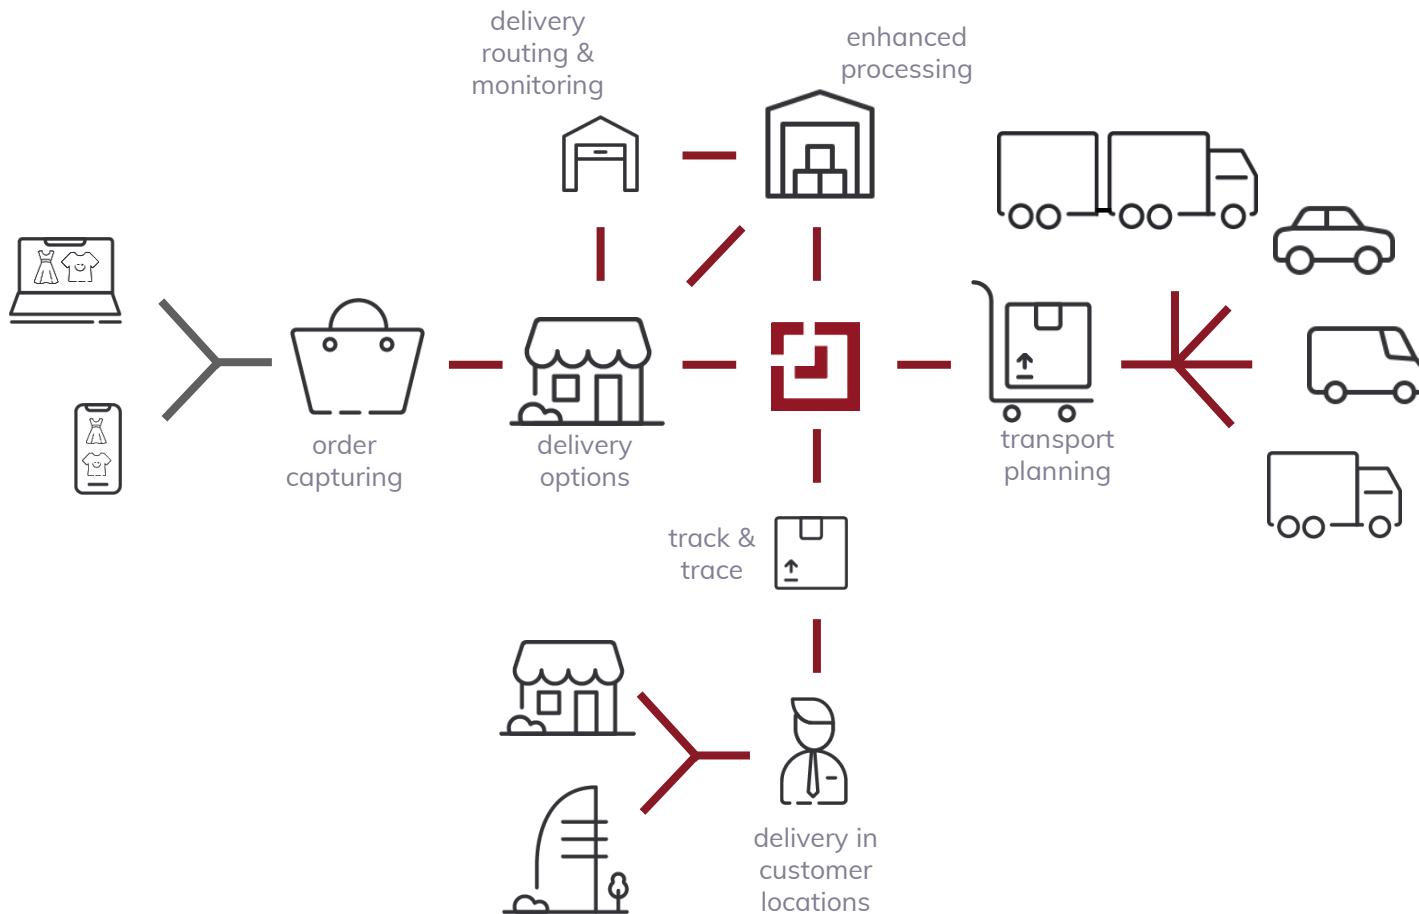 delivery
routing &
monitoring
enhanced
processing
order
capturing
delivery
options
transport
planning
track &
trace
delivery in
customer
locations